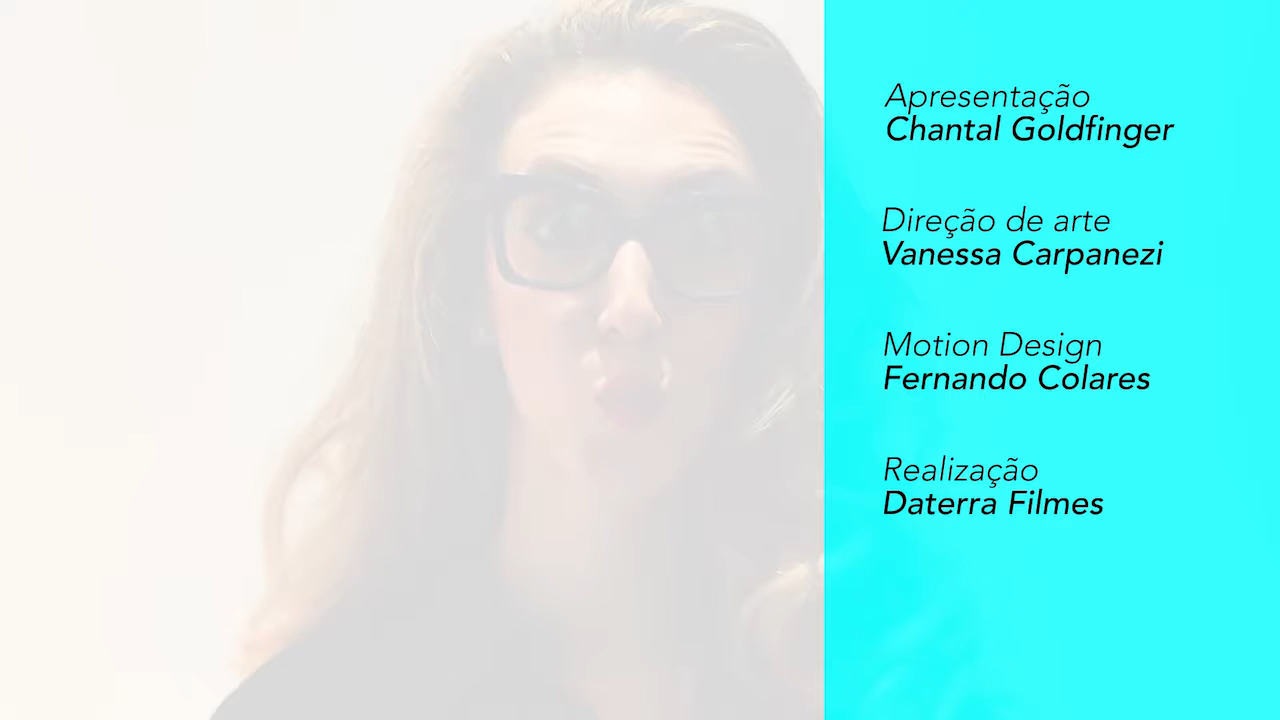 Apresentação
Chantal Goldfinger
Direção de arte
Vanessa Carpanezi
Motion Design
Fernando Colares
Realização
Daterra Filmes